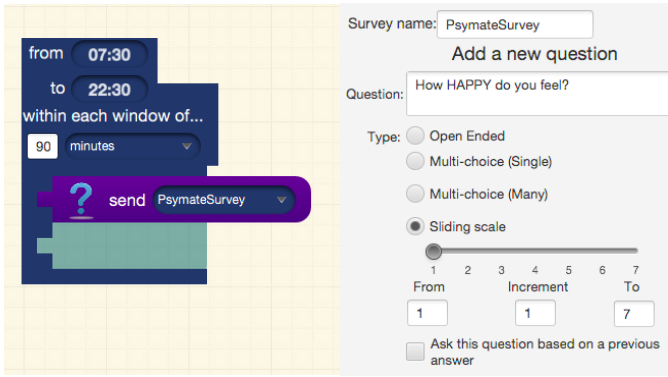 from 07:30
to 22:30
within each window of...
90 minutes
? send PsymateSurvey
Survey name: PsymateSurvey
Add a new question
Question: How HAPPY do you feel?
Type: Open Ended
Multi-choice (Single)
Multi-choice (Many)
Sliding scale
1 2 3 4 5 6 7
From Increment To
1 1 7
Ask this question based on a previous
answer